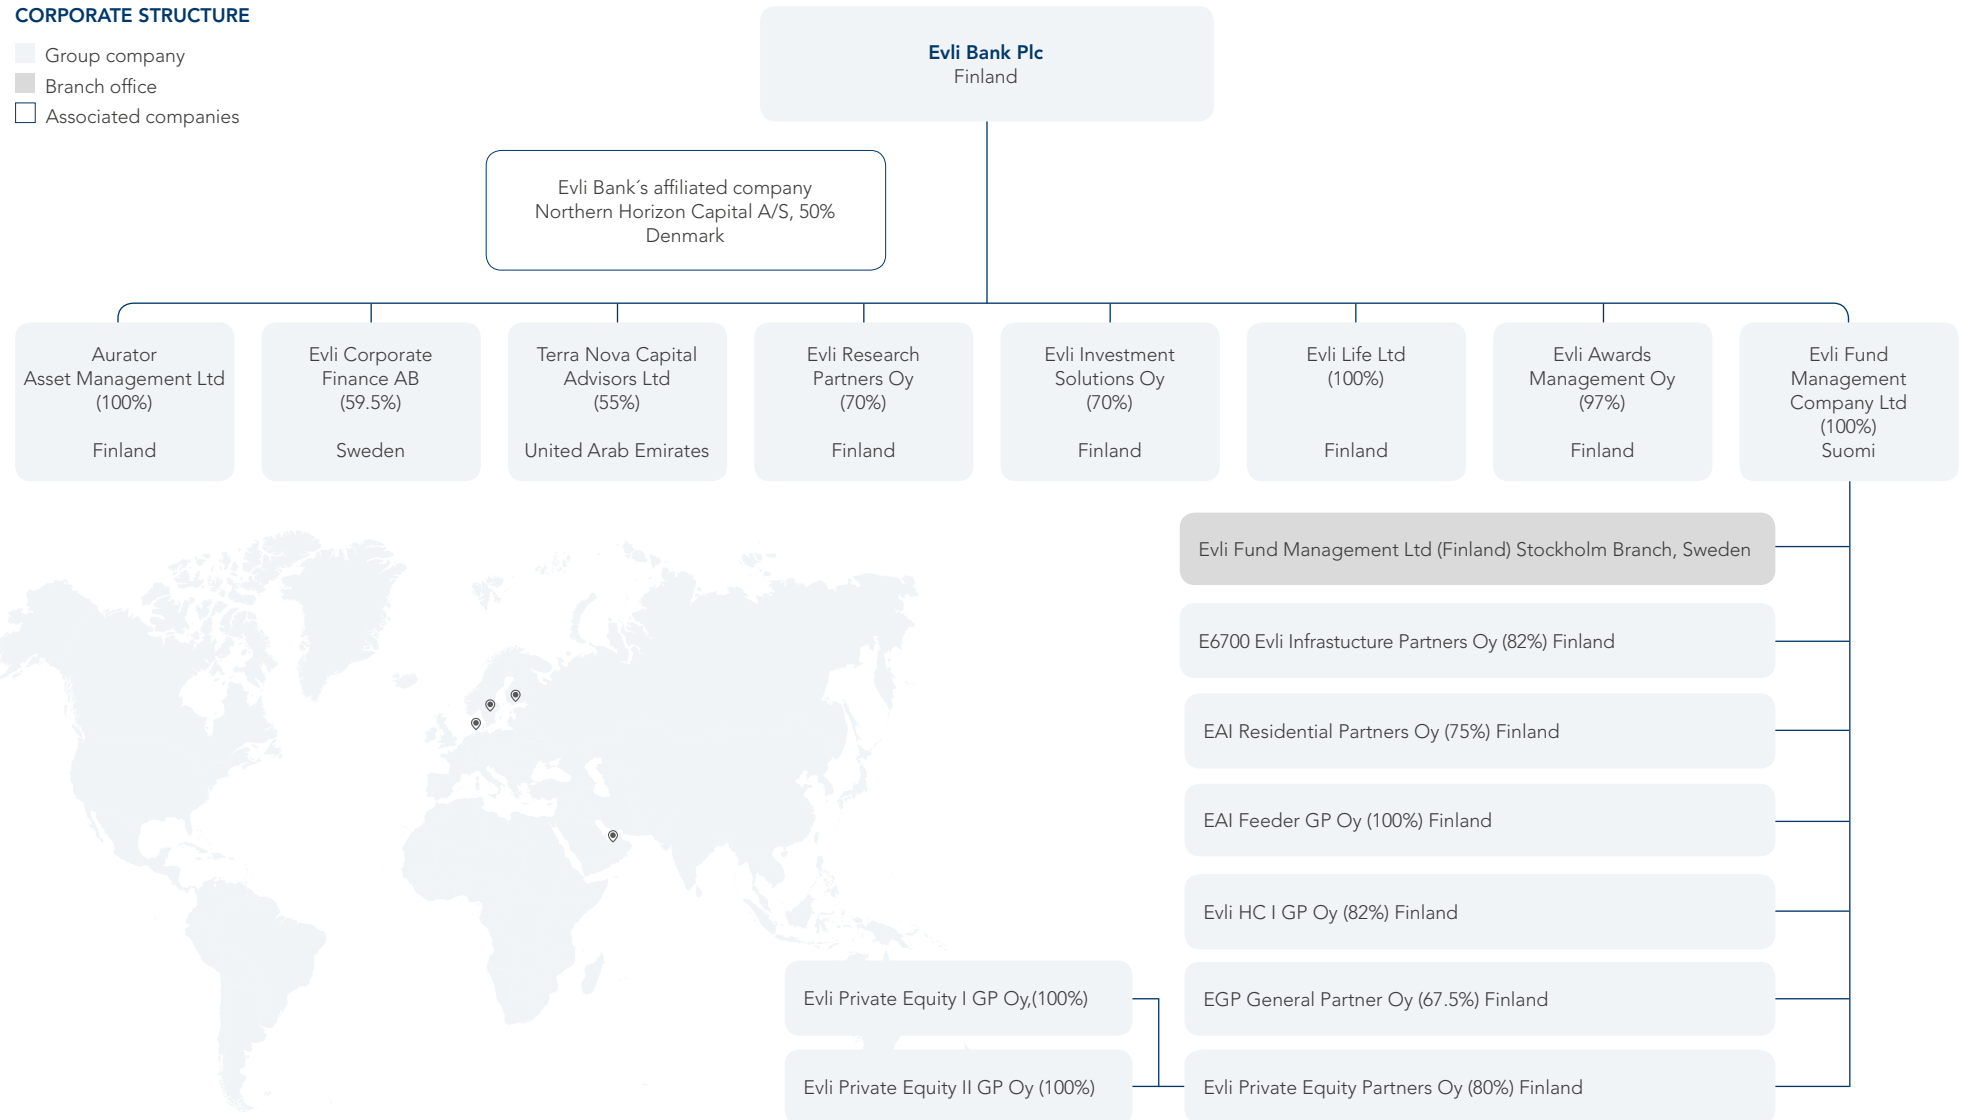 CORPORATE STRUCTURE
Group company
Branch office
Associated companies
Evli Bank Plc
Finland
Evli Bank´s affiliated company
Northern Horizon Capital A/S, 50%
Denmark
Aurator
Asset Management Ltd
(100%)
Finland
Evli Corporate
Finance AB
(59.5%)
Sweden
Terra Nova Capital
Advisors Ltd
(55%)
United Arab Emirates
Evli Research
Partners Oy
(70%)
Finland
Evli Investment
Solutions Oy
(70%)
Finland
Evli Life Ltd
(100%)
Finland
Evli Awards
Management Oy
(97%)
Finland
Evli Fund
Management
Company Ltd
(100%)
Suomi
Evli Fund Management Ltd (Finland) Stockholm Branch, Sweden
E6700 Evli Infrastucture Partners Oy (82%) Finland
EAI Residential Partners Oy (75%) Finland
EAI Feeder GP Oy (100%) Finland
Evli HC I GP Oy (82%) Finland
EGP General Partner Oy (67.5%) Finland
Evli Private Equity Partners Oy (80%) Finland
Evli Private Equity I GP Oy,(100%)
Evli Private Equity II GP Oy (100%)